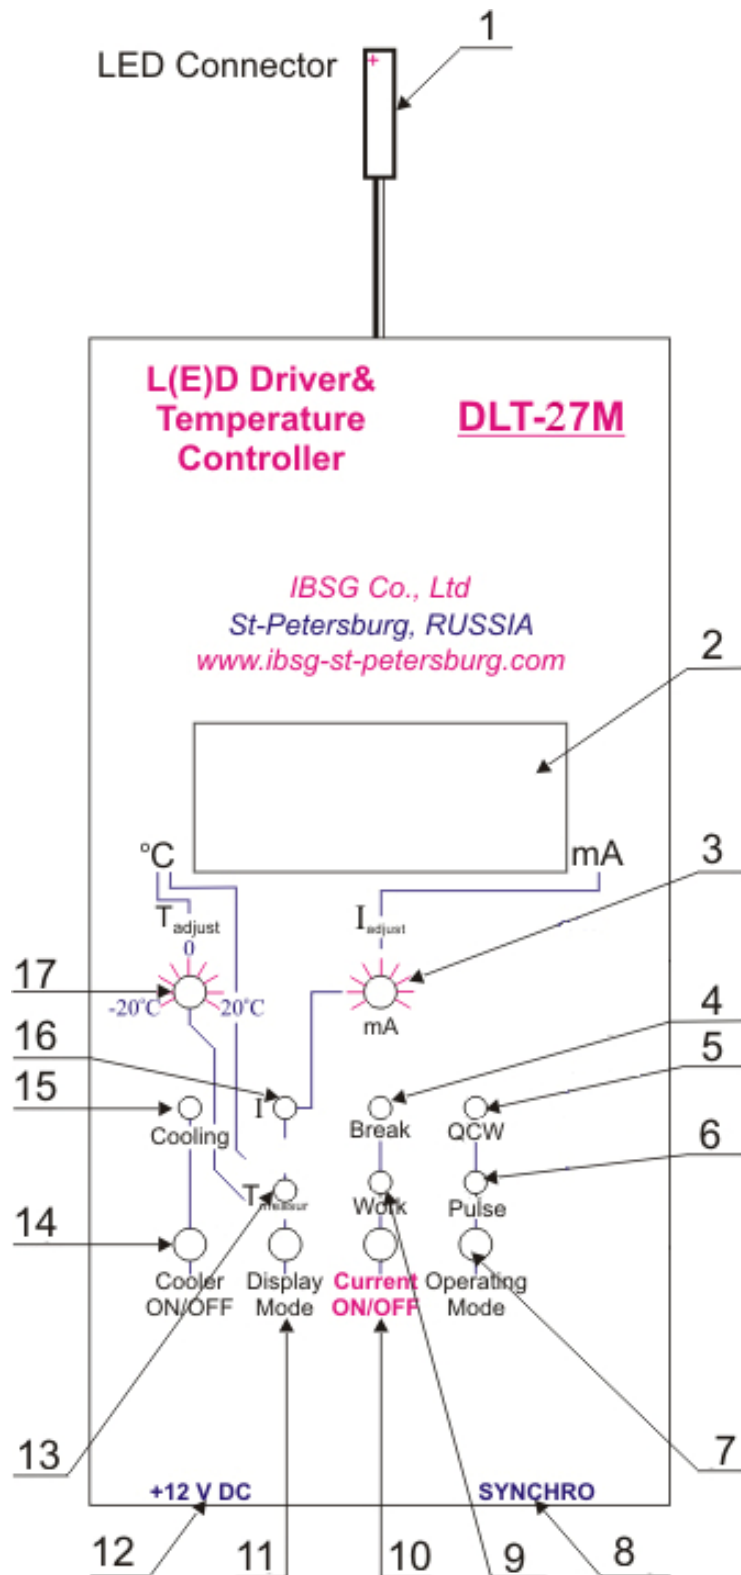 1
LED Connector
+
L(E)D Driver&
Temperature
Controller
DLT-27M
IBSG Co., Ltd
St-Petersburg, RUSSIA
www.ibsg-st-petersburg.com
2
°C
mA
3
T adjust
I adjust
0
17
-20°C
20°C
mA
4
16
5
15
I
Cooling
Break
QCW
6
T measur
Work
Pulse
14
Cooler
ON/OFF
Display
Mode
Current
ON/OFF
Operating
Mode
13
7
+12 V DC
SYNCHRO
12
11
10
9
8